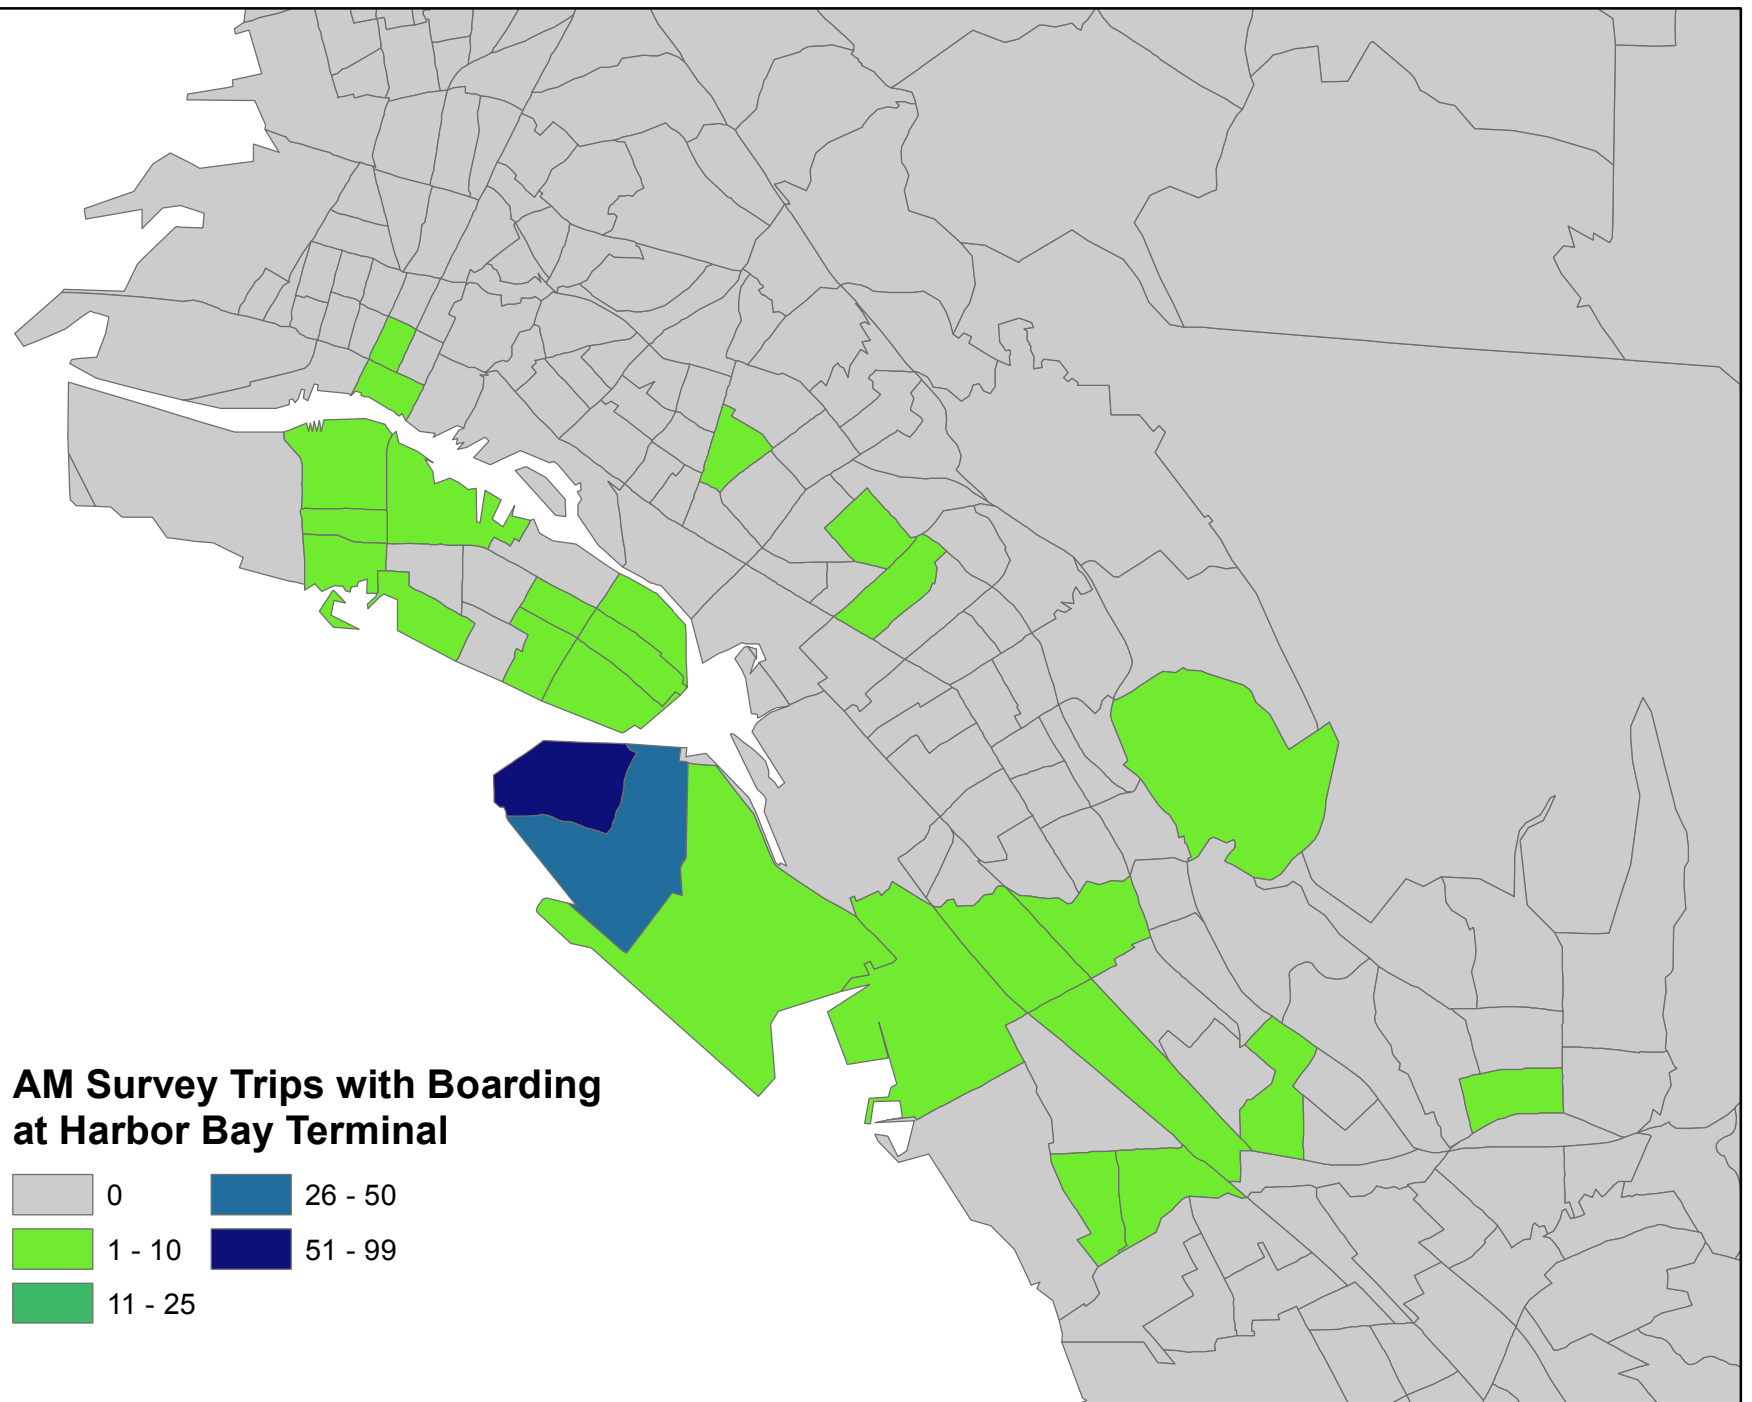 AM Survey Trips with Boarding
at Harbor Bay Terminal
0
26 - 50
1 - 10
51 - 99
11 - 25